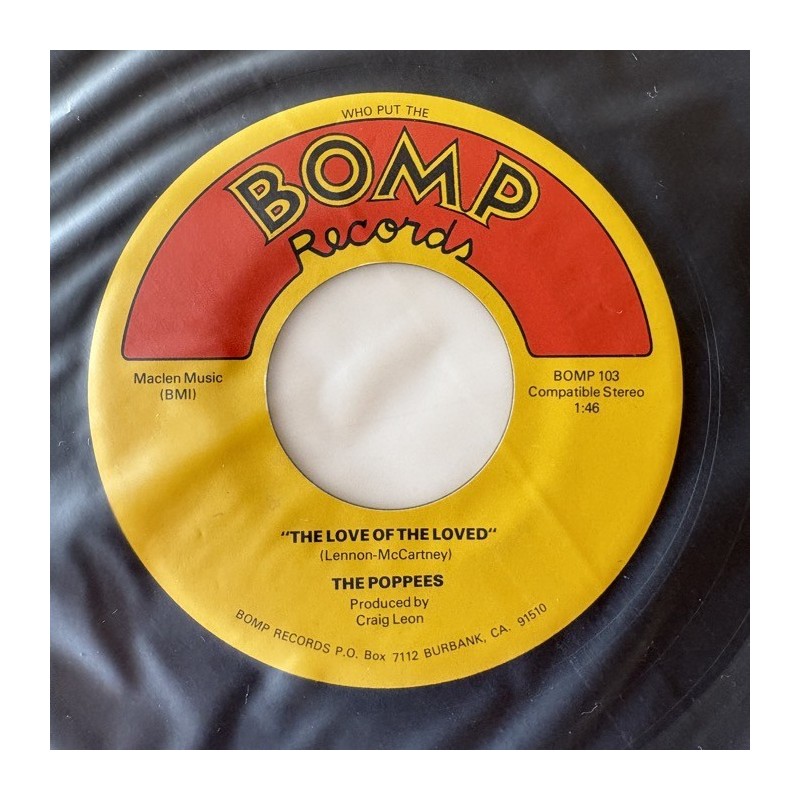 WHO PUT THE
BOMP
Records
Maclen Music
(BMI)
BOMP 103
Compatible Stereo
1:46
"THE LOVE OF THE LOVED"
(Lennon-McCartney)
THE POPPEES
Produced by
Craig Leon
BOMP RECORDS P.O. Box 7112 BURBANK, CA. 91510